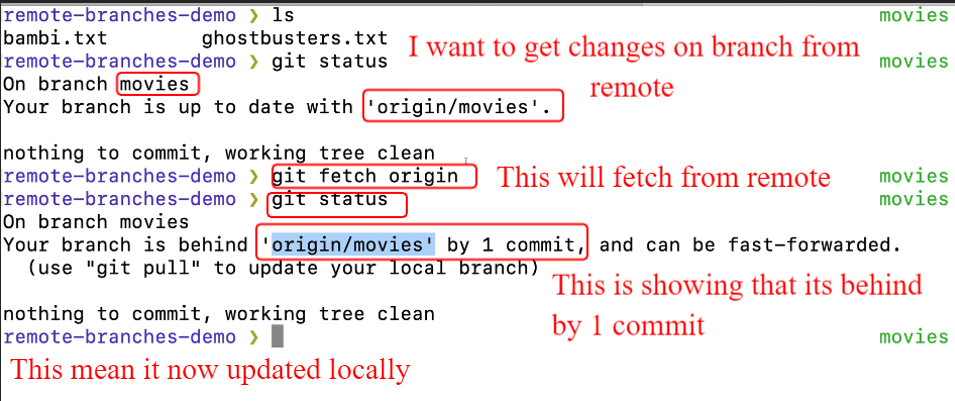 remote-branches-demo ❯ ls movies
bambi.txt ghostbusters.txt
I want to get changes on branch from
remote
remote-branches-demo ❯ git status movies
On branch movies
Your branch is up to date with 'origin/movies'.
nothing to commit, working tree clean
remote-branches-demo ❯ git fetch origin movies
This will fetch from remote
remote-branches-demo ❯ git status movies
On branch movies
Your branch is behind 'origin/movies' by 1 commit, and can be fast-forwarded.
(use "git pull" to update your local branch)
This is showing that its behind
by 1 commit
nothing to commit, working tree clean
remote-branches-demo ❯ movies
This mean it now updated locally